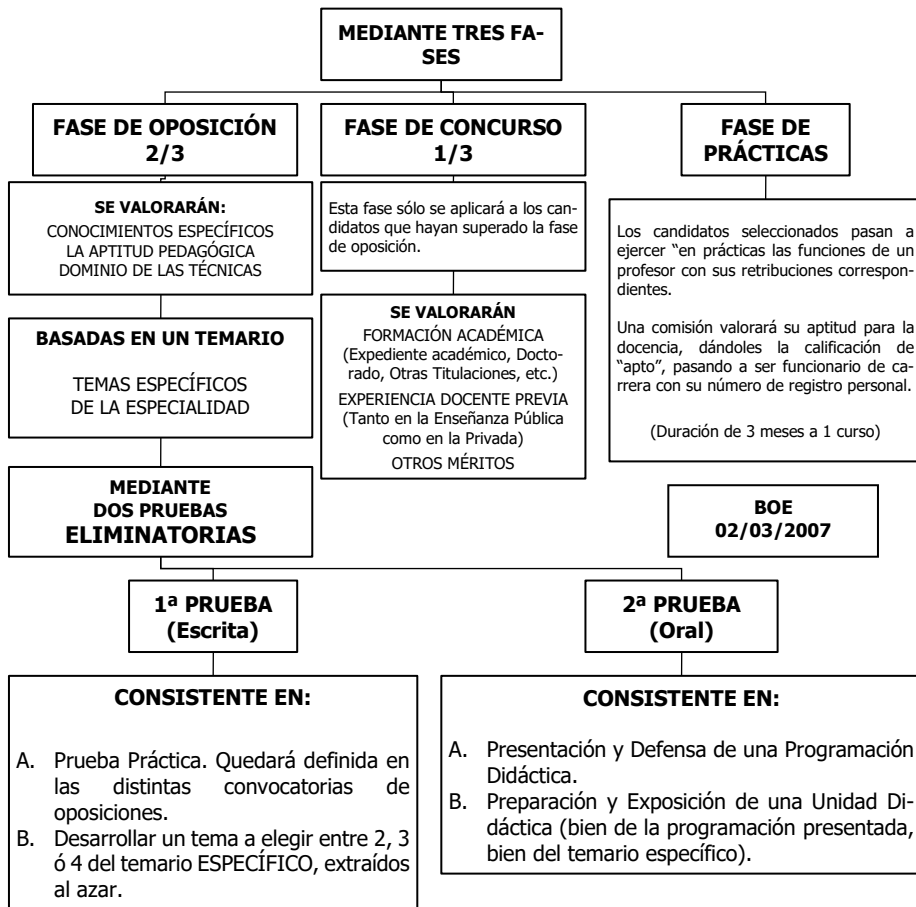 MEDIANTE TRES FA-
SES
FASE DE OPOSICIÓN
2/3
SE VALORARÁN:
CONOCIMIENTOS ESPECÍFICOS
LA APTITUD PEDAGÓGICA
DOMINIO DE LAS TÉCNICAS
BASADAS EN UN TEMARIO
TEMAS ESPECÍFICOS
DE LA ESPECIALIDAD
MEDIANTE
DOS PRUEBAS
ELIMINATORIAS
FASE DE CONCURSO
1/3
Esta fase sólo se aplicará a los can-
didatos que hayan superado la fase
de oposición.
SE VALORARÁN
FORMACIÓN ACADÉMICA
(Expediente académico, Docto-
rado, Otras Titulaciones, etc.)
EXPERIENCIA DOCENTE PREVIA
(Tanto en la Enseñanza Pública
como en la Privada)
OTROS MÉRITOS
FASE DE
PRÁCTICAS
Los candidatos seleccionados pasan a
ejercer “en prácticas las funciones de un
profesor con sus retribuciones correspon-
dientes.
Una comisión valorará su aptitud para la
docencia, dándoles la calificación de
“apto”, pasando a ser funcionario de ca-
rrera con su número de registro personal.
(Duración de 3 meses a 1 curso)
BOE
02/03/2007
1ª PRUEBA
(Escrita)
CONSISTENTE EN:
A. Prueba Práctica. Quedará definida en
las distintas convocatorias de
oposiciones.
B. Desarrollar un tema a elegir entre 2, 3
ó 4 del temario ESPECÍFICO, extraídos
al azar.
2ª PRUEBA
(Oral)
CONSISTENTE EN:
A. Presentación y Defensa de una Programación
Didáctica.
B. Preparación y Exposición de una Unidad Di-
dáctica (bien de la programación presentada,
bien del temario específico).